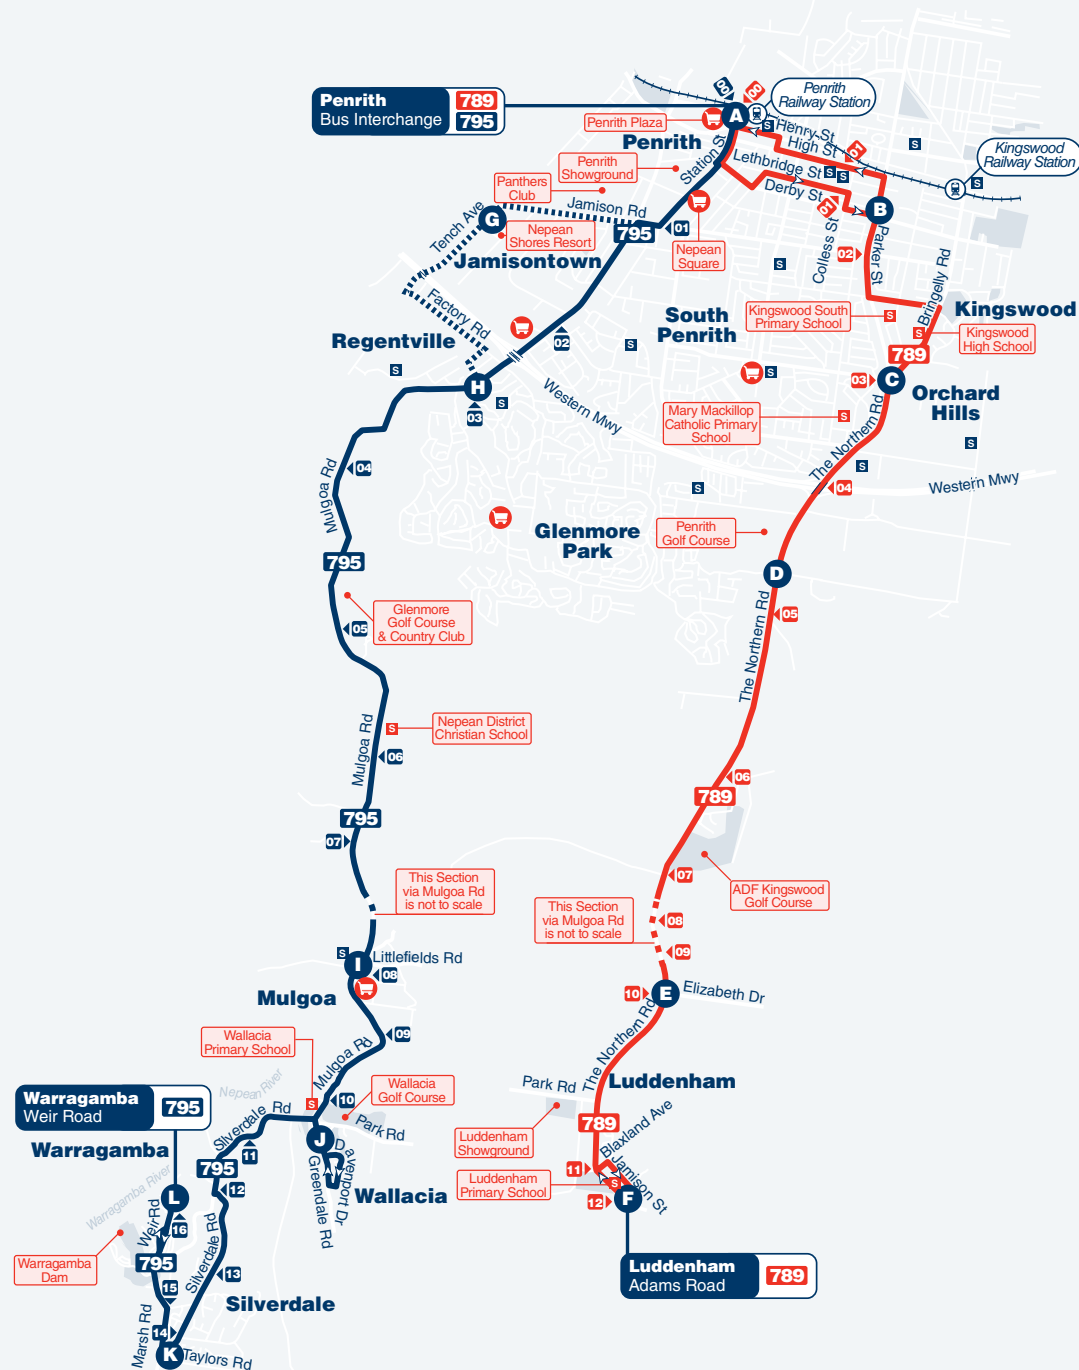 Penrith
Bus Interchange
789
795
00
00
A
Penrith
Railway Station
Kingswood
Railway Station
Penrith Plaza
Penrith
Station St
Henry St
High St
01
S
S
S
Lethbridge St
S
S
Derby St
01
B
Penrith
Showground
Panthers
Club
Jamison Rd
Tench Ave
G
Nepean
Shores Resort
795
01
Nepean
Square
Colless St
02
Parker St
Jamisontown
S
Bringelly Rd
Factory Rd
Kingswood South
Primary School
S
Kingswood
S
Kingswood
High School
South
Penrith
Regentville
02
S
S
789
S
S
03
C
Orchard
Hills
H
03
S
Western Mwy
Mary Mackillop
Catholic Primary
School
S
The Northern Rd
S
S
04
Mulgoa Rd
04
S
Western Mwy
Glenmore
Park
Penrith
Golf Course
795
D
Glenmore
Golf Course
& Country Club
05
05
The Northern Rd
Nepean District
Christian School
S
Mulgoa Rd
06
06
789
795
07
07
ADF Kingswood
Golf Course
This Section
via Mulgoa Rd
is not to scale
This Section
via Mulgoa Rd
is not to scale
08
09
S
I
Littlefields Rd
08
10
E
Elizabeth Dr
Mulgoa
09
Wallacia
Primary School
Mulgoa Rd
The Northern Rd
Nepean River
Wallacia
Golf Course
Park Rd
Luddenham
Warragamba
Weir Road
795
S
10
Silverdale Rd
Park Rd
789
Blaxland Ave
Luddenham
Showground
Warragamba
11
J
Davenport Dr
795
11
Jamison St
Luddenham
Primary School
S
12
Wallacia
Greendale Rd
12
F
Warragamba River
L
Weir Rd
16
Silverdale Rd
Warragamba
Dam
795
13
Luddenham
Adams Road
789
15
Silverdale
Marsh Rd
14
K
Taylors Rd